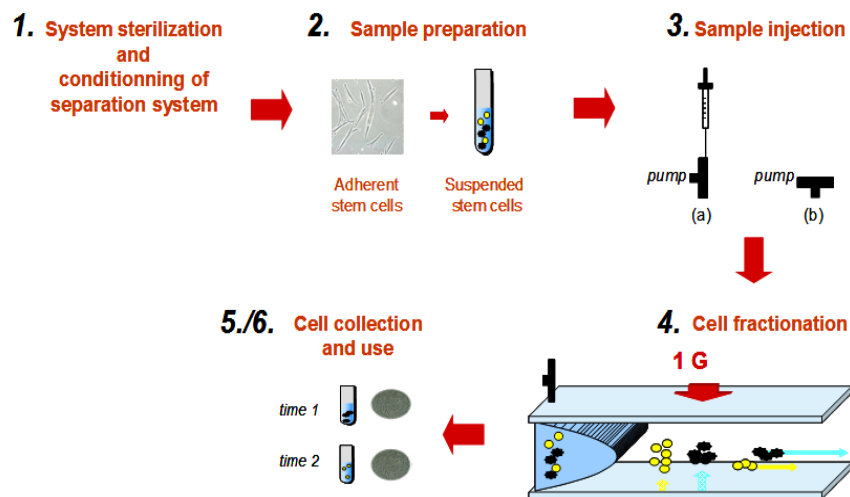 1. System sterilization
and
conditionning of
separation system
2. Sample preparation
Adherent
stem cells
Suspended
stem cells
3. Sample injection
pump
(a)
pump
(b)
4. Cell fractionation
1 G
5./6. Cell collection
and use
time 1
time 2